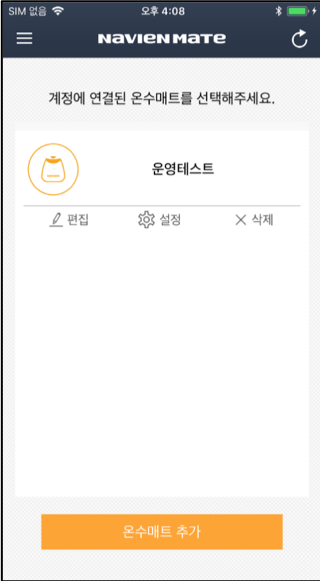 SIM 없음 오후 4:08
NAVIEN MATE
계정에 연결된 온수매트를 선택해주세요.
운영테스트
편집 설정 삭제
온수매트 추가